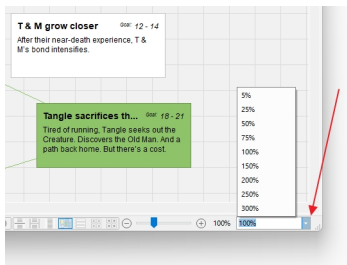 T & M grow closer Goal: 12 - 14
After their near-death experience, T &
M's bond intensifies.
Tangle sacrifices th... Goal: 18 - 21
Tired of running, Tangle seeks out the
Creature. Discovers the Old Man. And a
path back home. But there's a cost.
5%
25%
50%
75%
100%
150%
200%
250%
300%
100% 100%